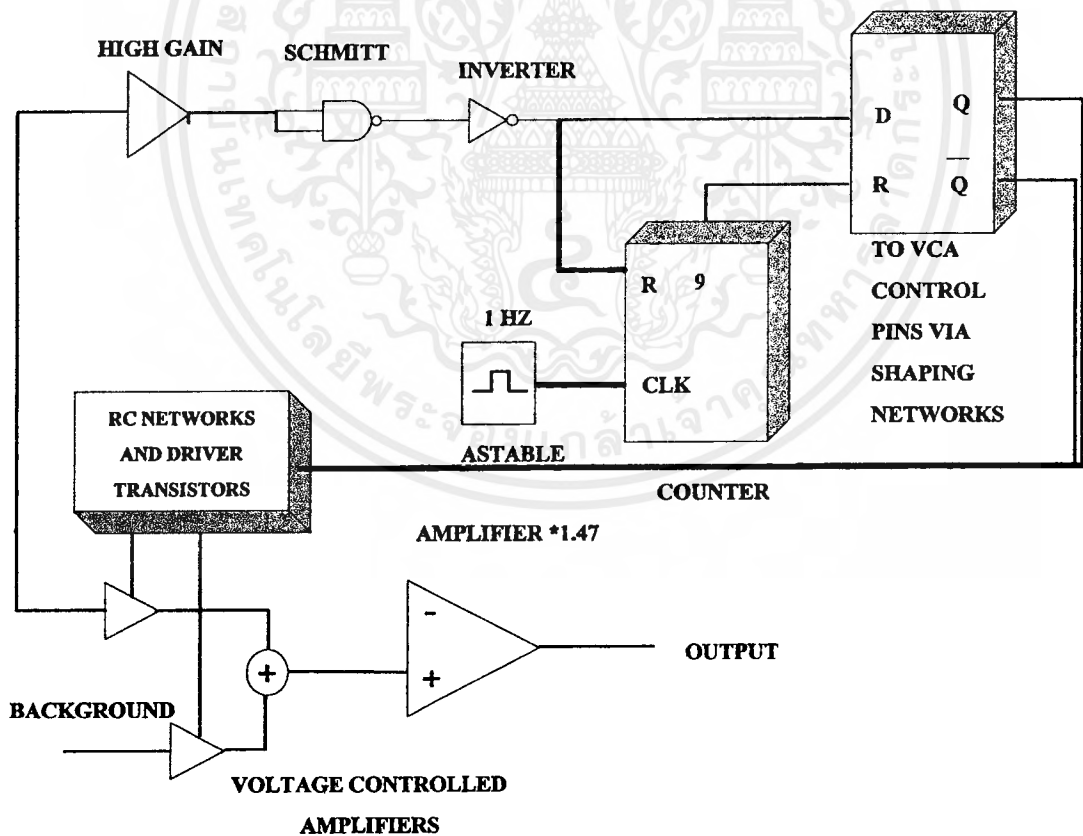 HIGH GAIN
SCHMITT
INVERTER
D Q
R Q̅
R 9
1 HZ
CLK
ASTABLE
COUNTER
TO VCA
CONTROL
PINS VIA
SHAPING
NETWORKS
RC NETWORKS
AND DRIVER
TRANSISTORS
AMPLIFIER *1.47
-
+
+
OUTPUT
BACKGROUND
VOLTAGE CONTROLLED
AMPLIFIERS